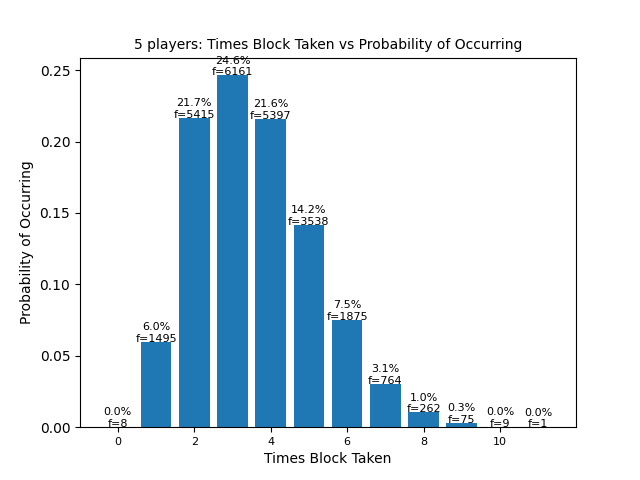 5 players: Times Block Taken vs Probability of Occurring
Probability of Occurring
0.25
0.20
0.15
0.10
0.05
0.00
0.0%
f=8
6.0%
f=1495
21.7%
f=5415
24.6%
f=6161
21.6%
f=5397
14.2%
f=3538
7.5%
f=1875
3.1%
f=764
1.0%
f=262
0.3%
f=75
0.0%
f=9
0.0%
f=1
0
2
4
6
8
10
Times Block Taken